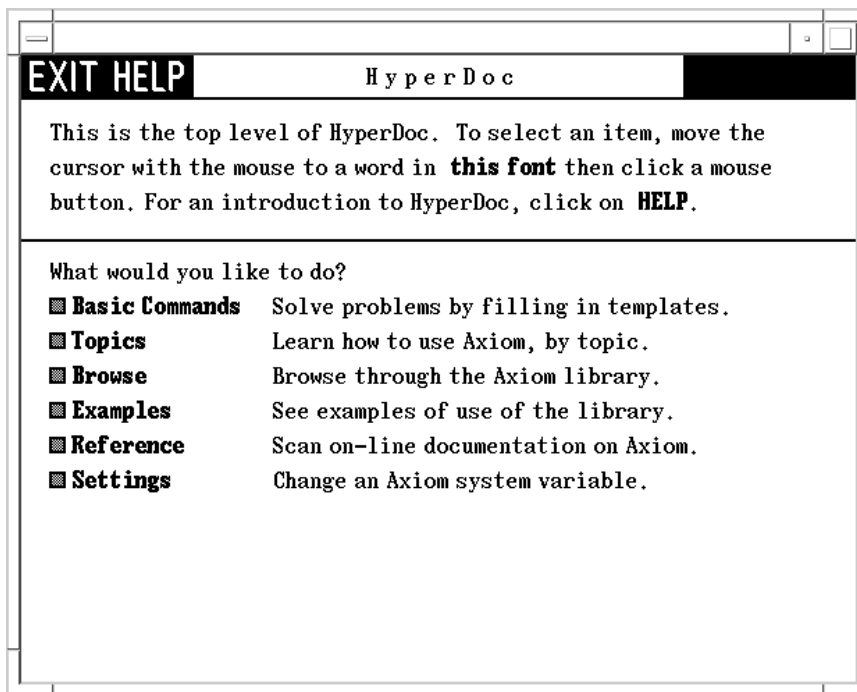 EXIT HELP HyperDoc
This is the top level of HyperDoc. To select an item, move the
cursor with the mouse to a word in this font then click a mouse
button. For an introduction to HyperDoc, click on HELP.
What would you like to do?
Basic Commands Solve problems by filling in templates.
Topics Learn how to use Axiom, by topic.
Browse Browse through the Axiom library.
Examples See examples of use of the library.
Reference Scan on-line documentation on Axiom.
Settings Change an Axiom system variable.